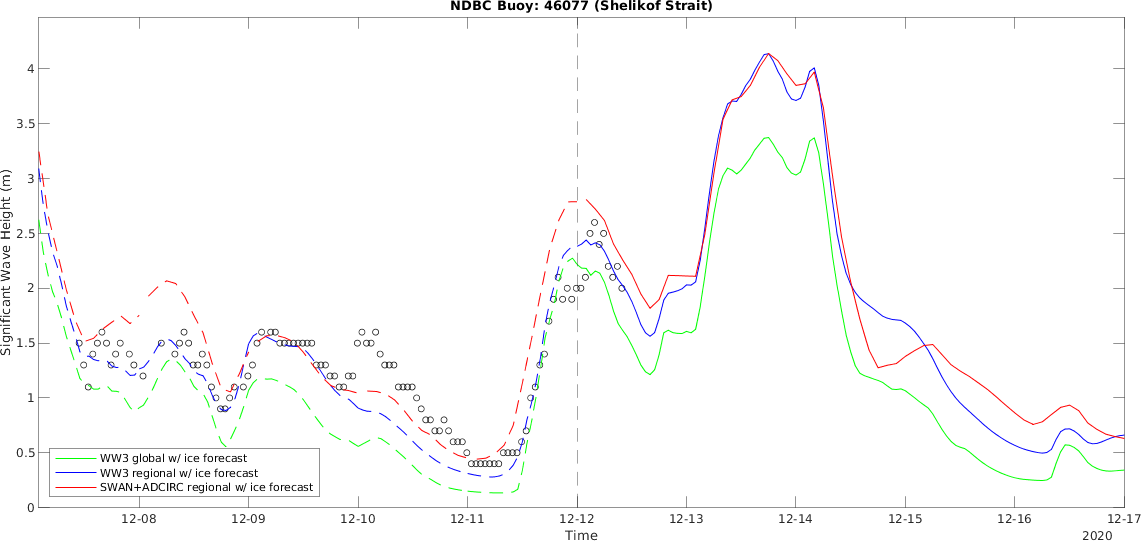 NDBC Buoy: 46077 (Shelikof Strait)
Significant Wave Height (m)
4
3.5
3
2.5
2
1.5
1
0.5
0
WW3 global w/ ice forecast
WW3 regional w/ ice forecast
SWAN+ADCIRC regional w/ ice forecast
12-08 12-09 12-10 12-11 12-12 12-13 12-14 12-15 12-16 12-17
Time
2020